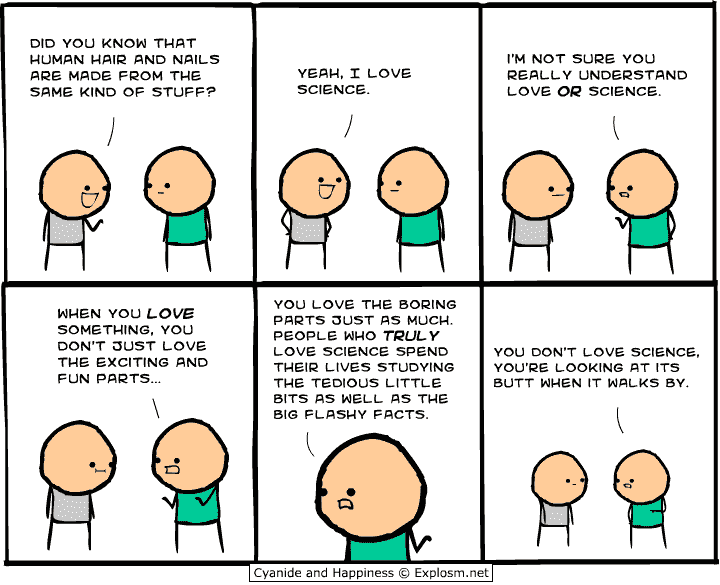 DID YOU KNOW THAT
HUMAN HAIR AND NAILS
ARE MADE FROM THE
SAME KIND OF STUFF?
YEAH, I LOVE
SCIENCE.
I'M NOT SURE YOU
REALLY UNDERSTAND
LOVE OR SCIENCE.
WHEN YOU LOVE
SOMETHING, YOU
DON'T JUST LOVE
THE EXCITING AND
FUN PARTS...
YOU LOVE THE BORING
PARTS JUST AS MUCH.
PEOPLE WHO TRULY
LOVE SCIENCE SPEND
THEIR LIVES STUDYING
THE TEDIOUS LITTLE
BITS AS WELL AS THE
BIG FLASHY FACTS.
YOU DON'T LOVE SCIENCE,
YOU'RE LOOKING AT ITS
BUTT WHEN IT WALKS BY.
Cyanide and Happiness © Explosm.net